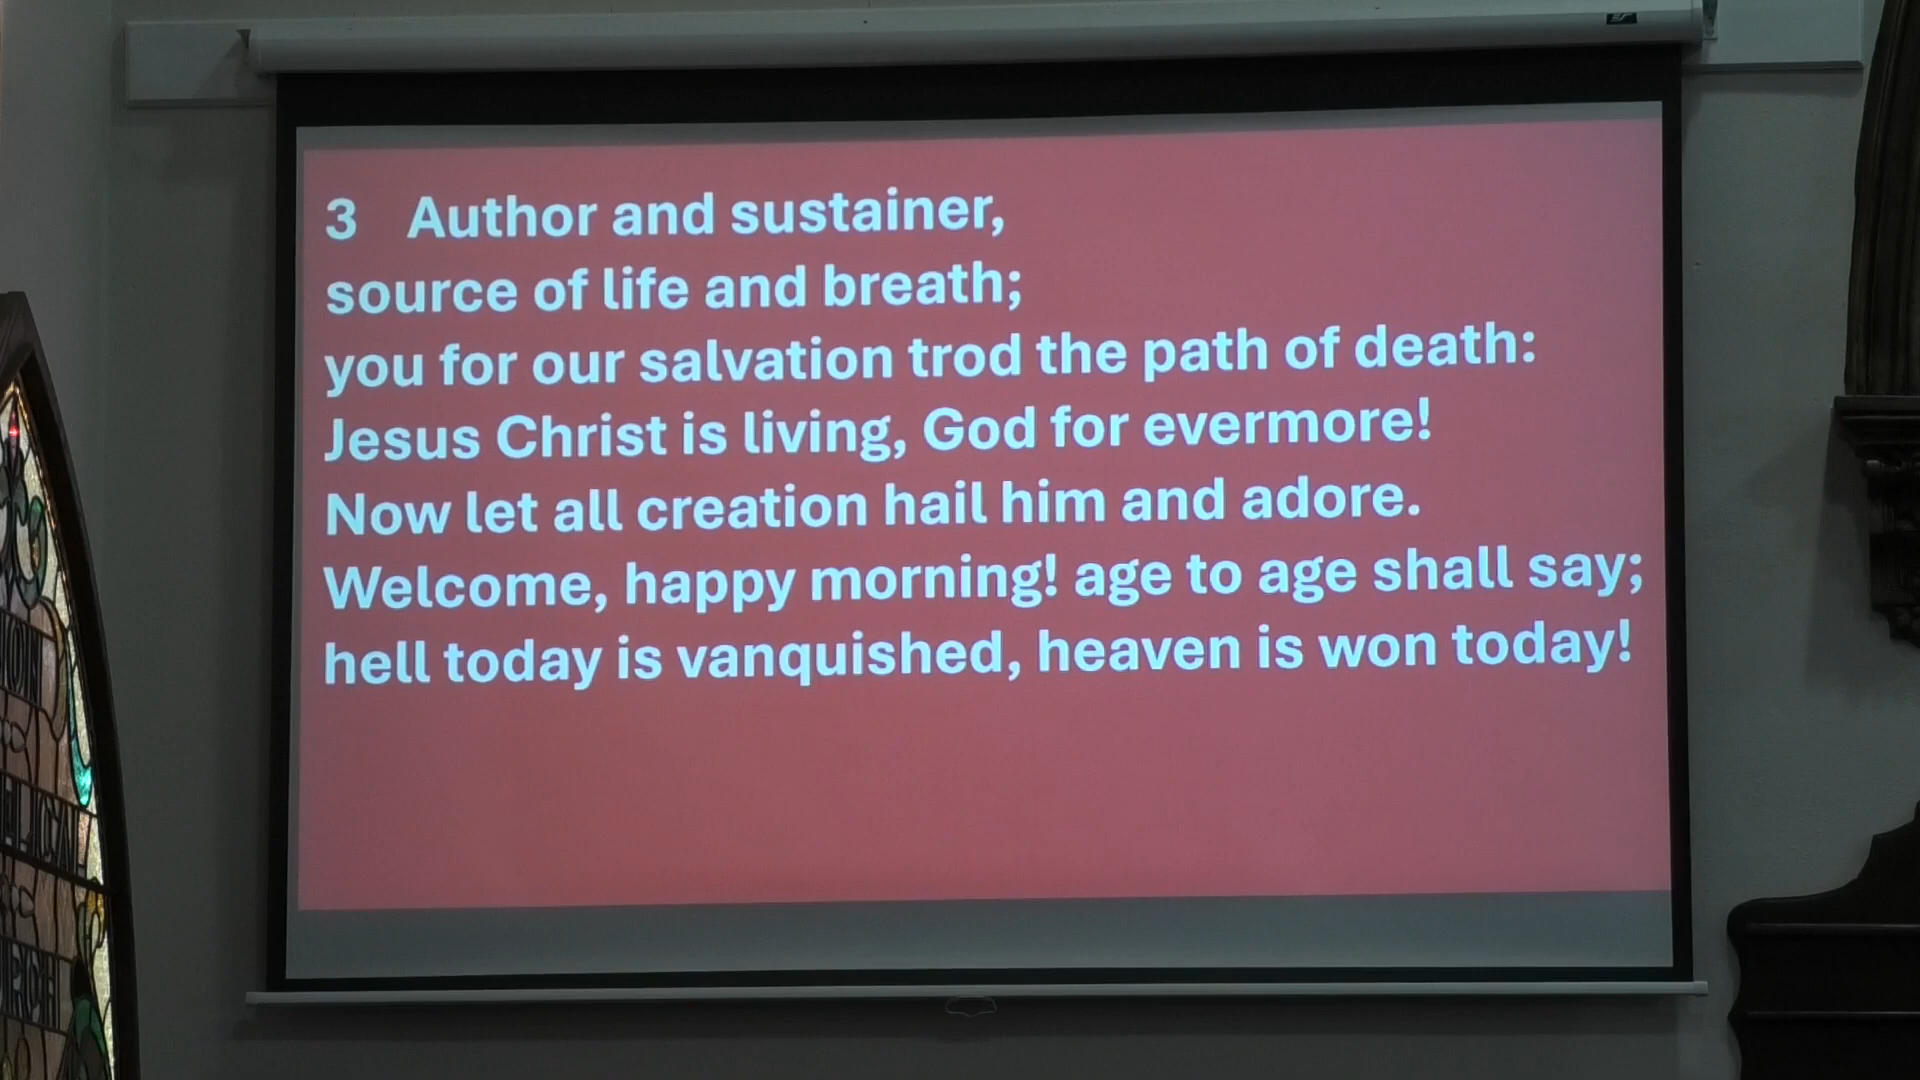 3 Author and sustainer,
source of life and breath;
you for our salvation trod the path of death:
Jesus Christ is living, God for evermore!
Now let all creation hail him and adore.
Welcome, happy morning! age to age shall say;
hell today is vanquished, heaven is won today!